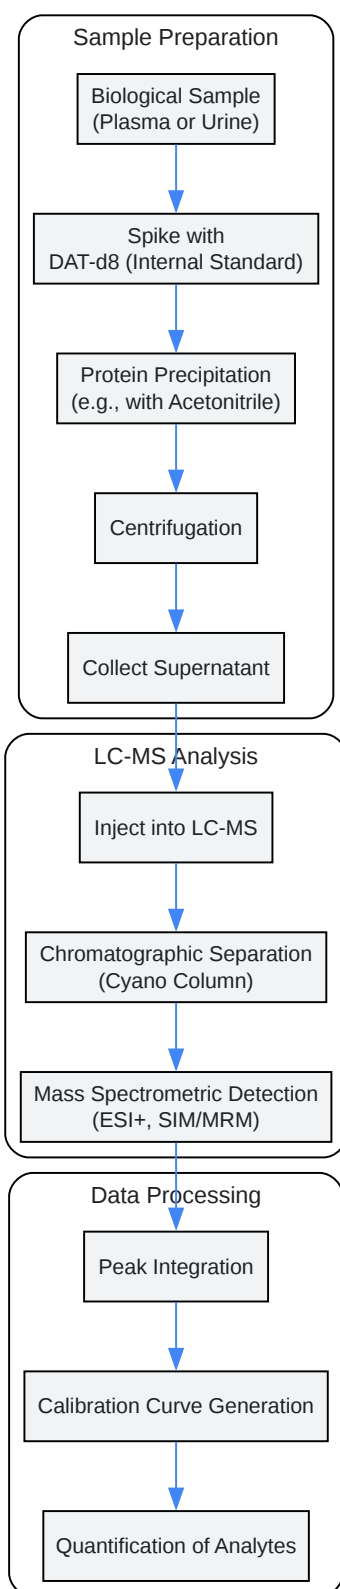 Sample Preparation
Biological Sample
(Plasma or Urine)
Spike with
DAT-d8 (Internal Standard)
Protein Precipitation
(e.g., with Acetonitrile)
Centrifugation
Collect Supernatant
LC-MS Analysis
Inject into LC-MS
Chromatographic Separation
(Cyano Column)
Mass Spectrometric Detection
(ESI+, SIM/MRM)
Data Processing
Peak Integration
Calibration Curve Generation
Quantification of Analytes